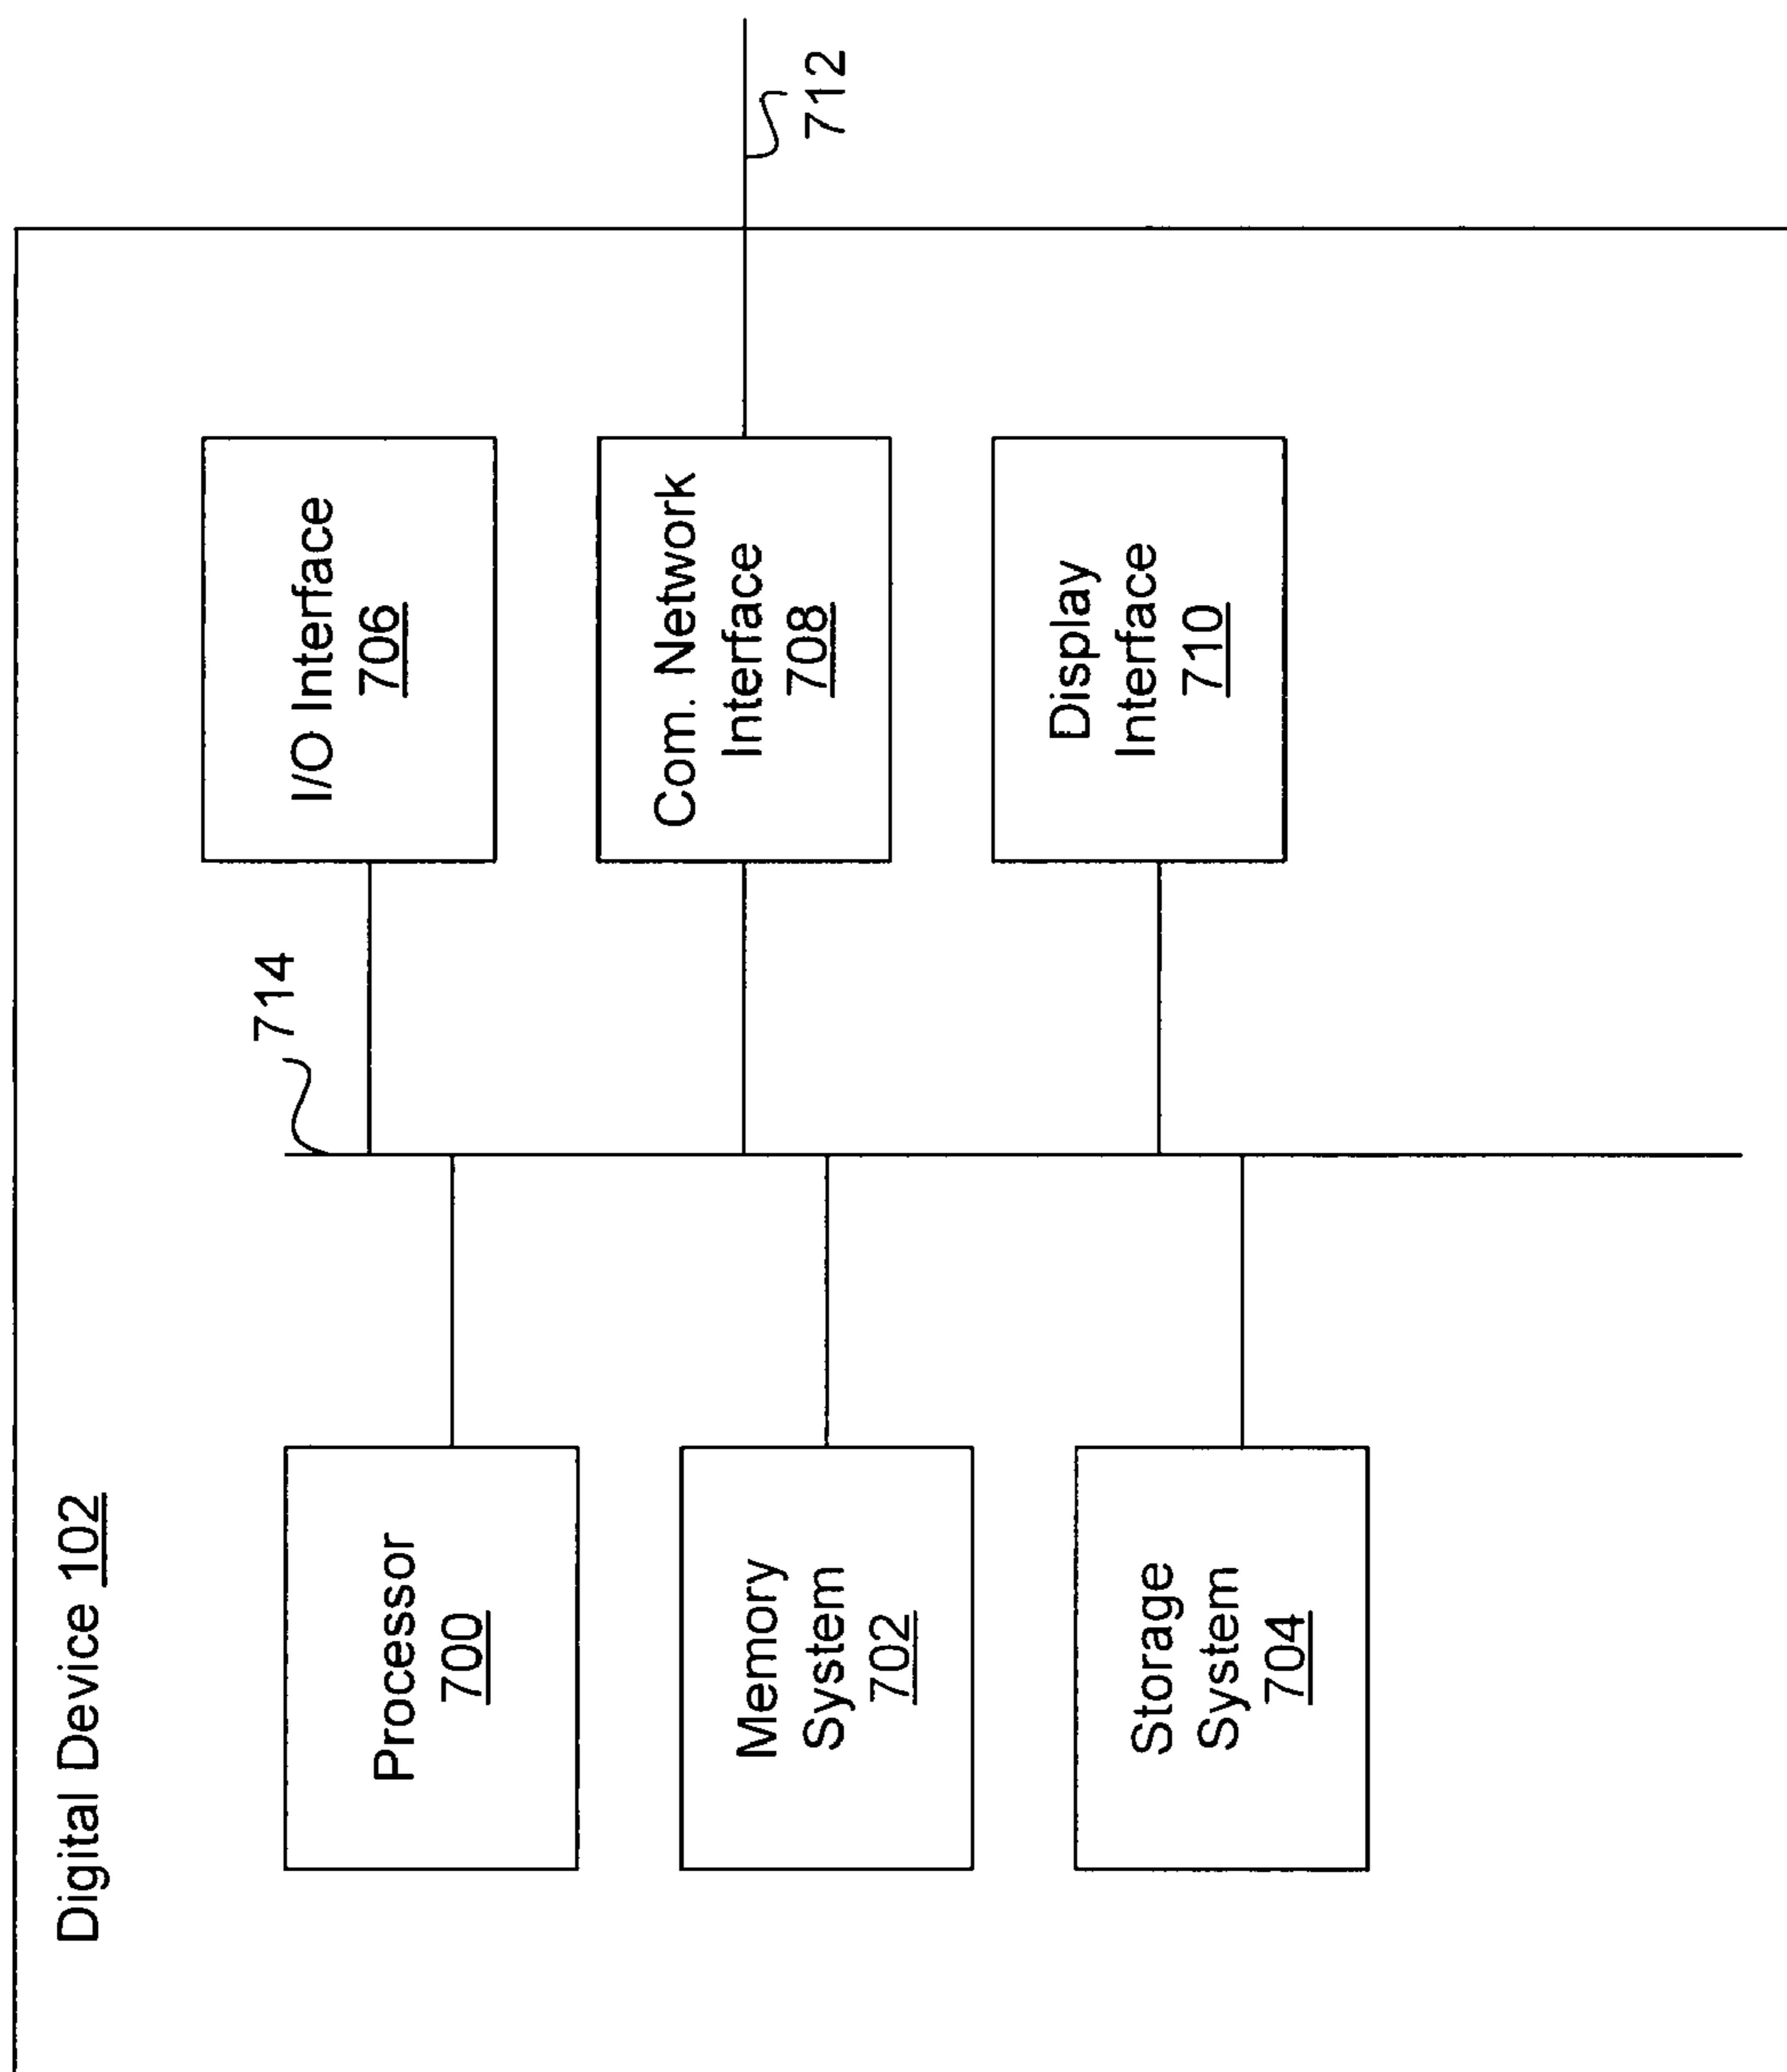 Digital Device 102
Processor
700
Memory
System
702
Storage
System
704
714
I/O Interface
706
Com. Network
Interface
708
Display
Interface
710
712